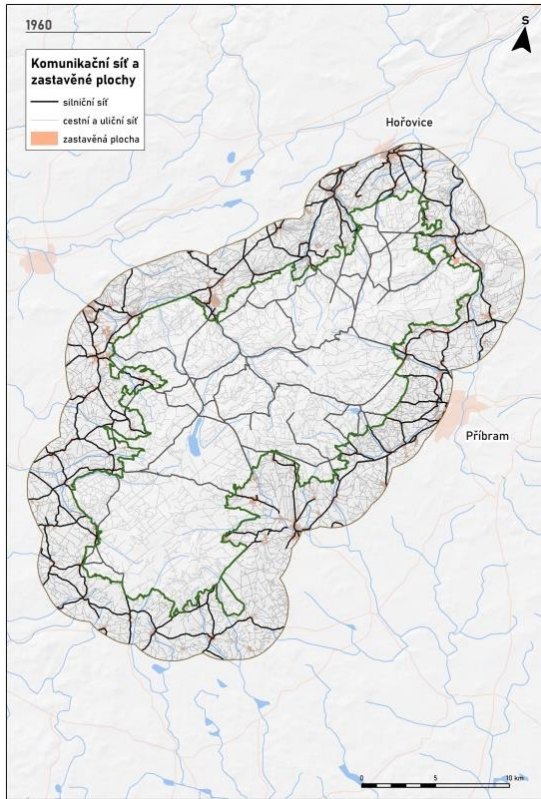 1960
S
Komunikační síť a
zastavěné plochy
silniční síť
cestní a uliční síť
zastavěná plocha
Hořovice
Příbram
0 5 10 km